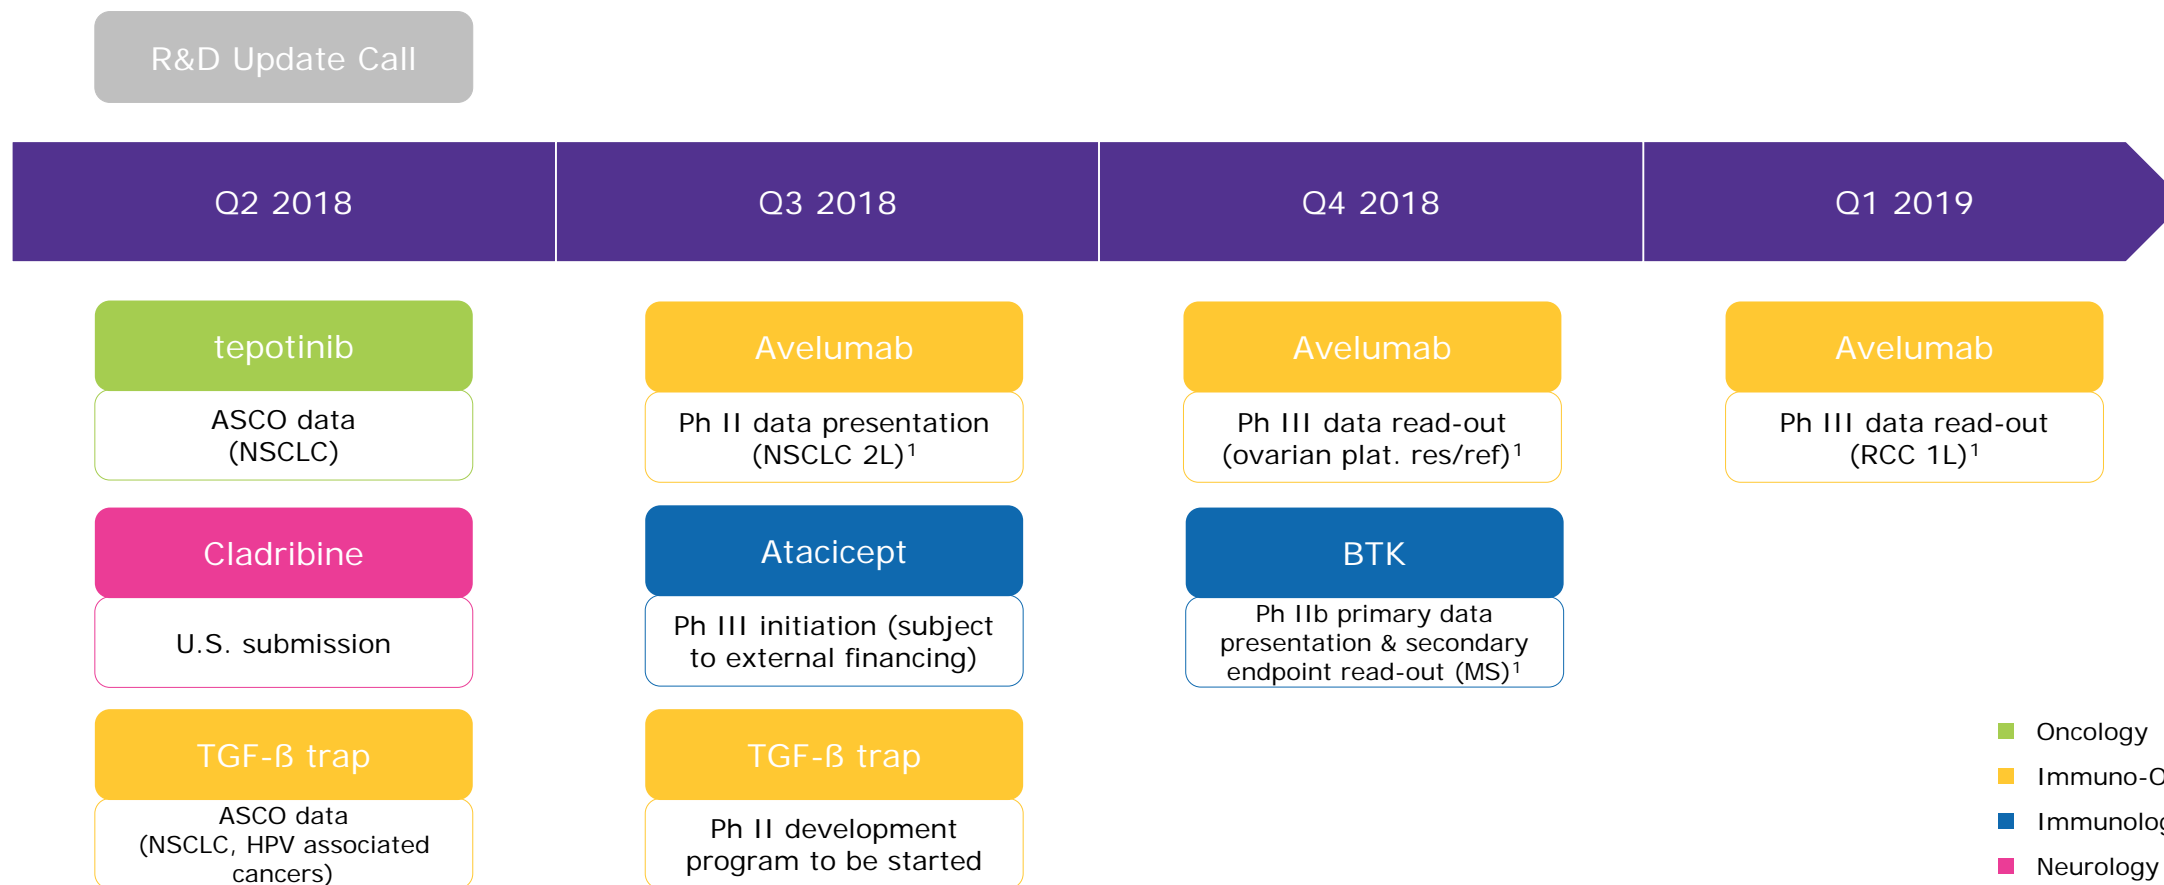 R&D Update Call
Q2 2018
Q3 2018
Q4 2018
Q1 2019
tepotinib
ASCO data
(NSCLC)
Cladribine
U.S. submission
TGF-ß trap
ASCO data
(NSCLC, HPV associated
cancers)
Avelumab
Ph II data presentation
(NSCLC 2L)¹
Atacicept
Ph III initiation (subject
to external financing)
TGF-ß trap
Ph II development
program to be started
Avelumab
Ph III data read-out
(ovarian plat. res/ref)¹
BTK
Ph IIb primary data
presentation & secondary
endpoint read-out (MS)¹
Avelumab
Ph III data read-out
(RCC 1L)¹
Oncology
Immuno-O
Immunolog
Neurology